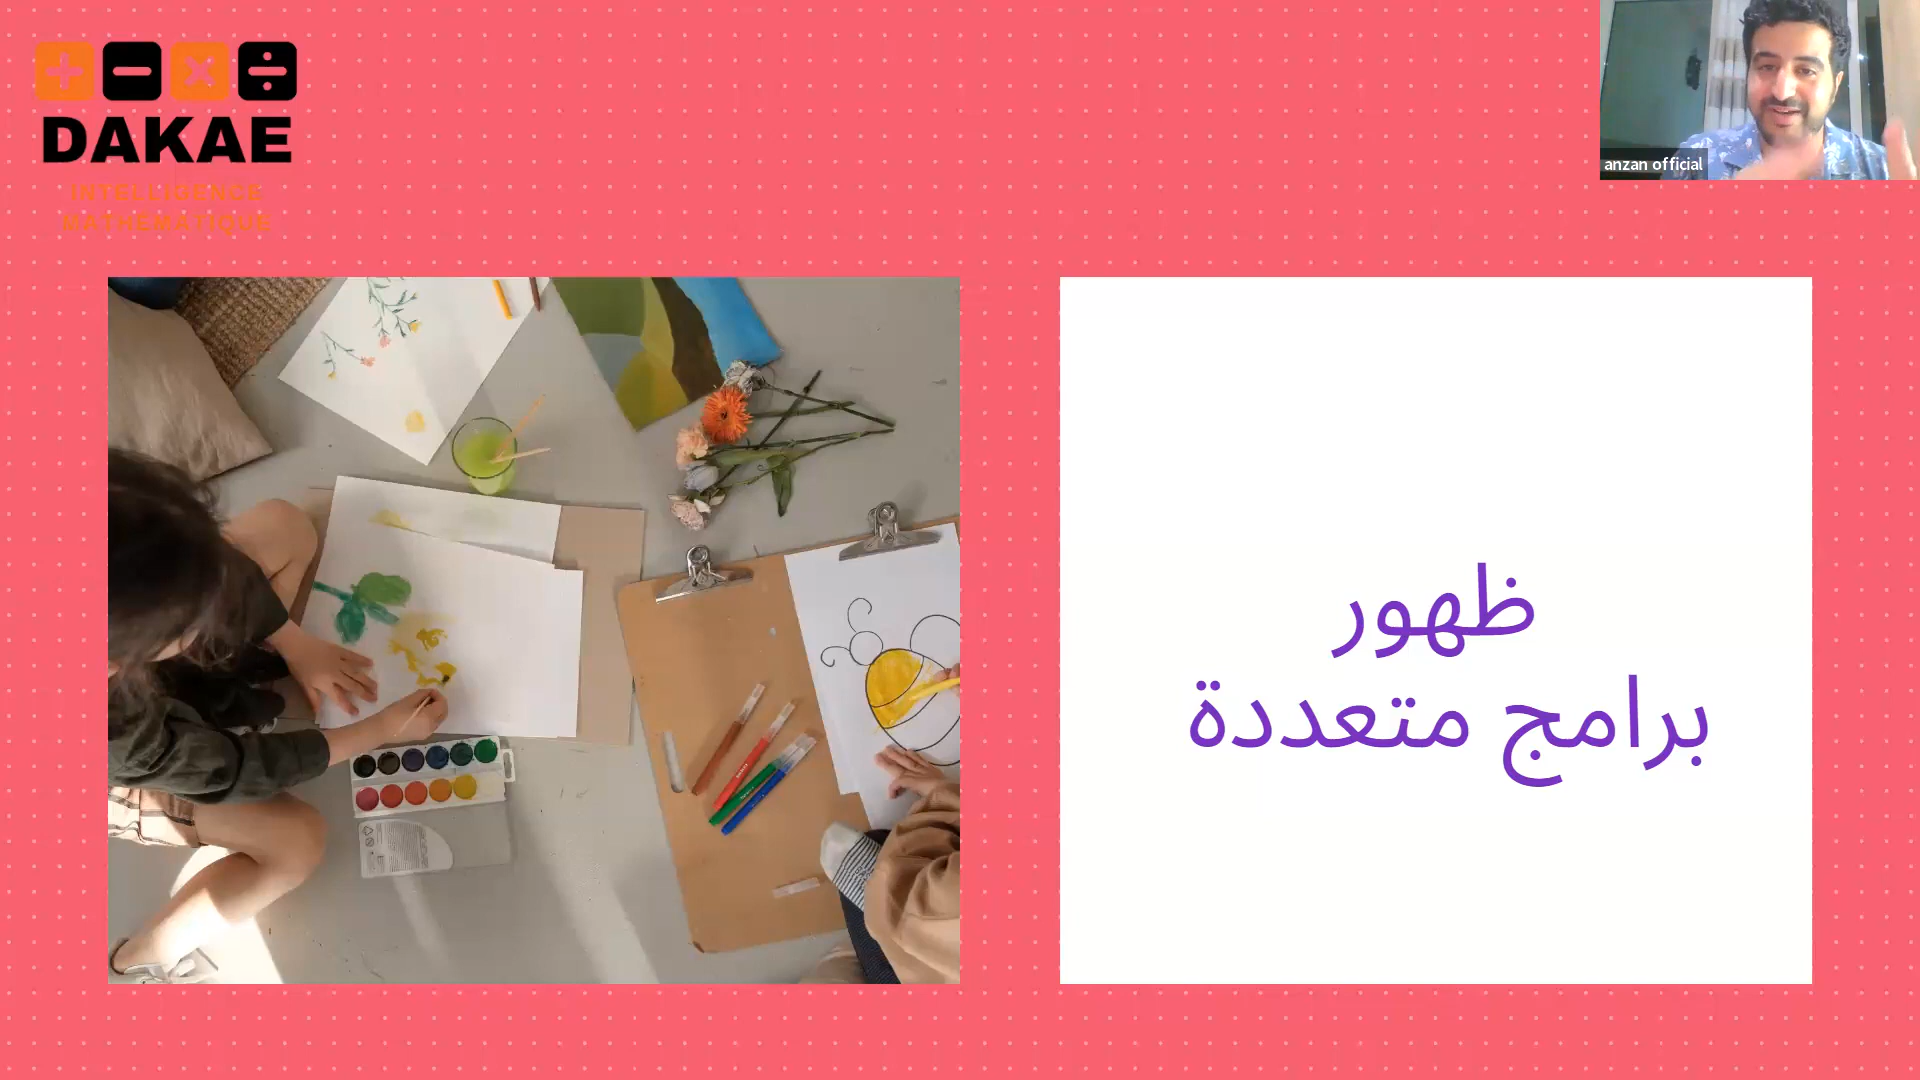 DAKAE
INTELLIGENCE
MATHÉMATIQUE
anzan official
ظهور
برامج متعددة